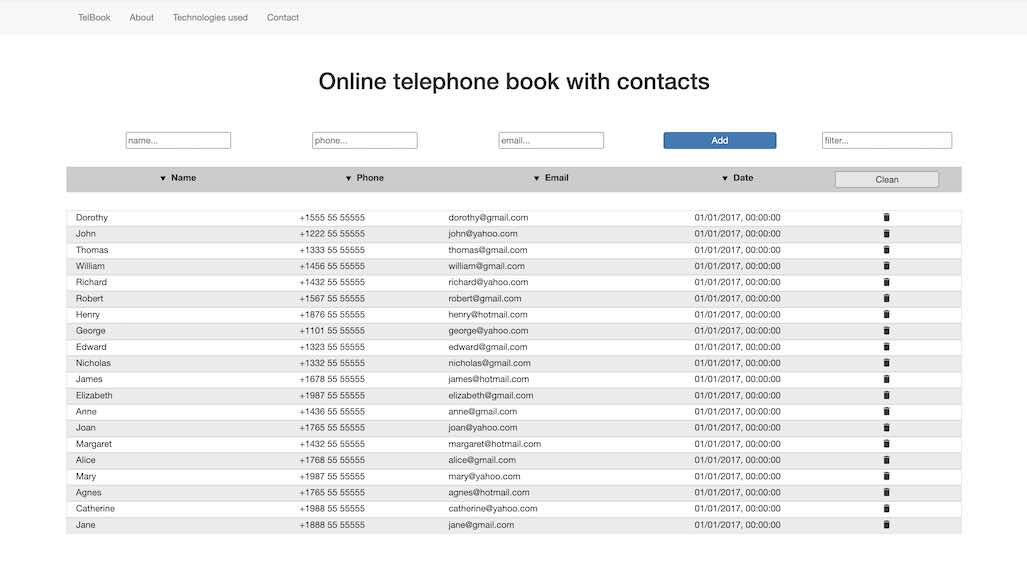 TelBook About Technologies used Contact
Online telephone book with contacts
name... phone... email... Add filter...
▼ Name ▼ Phone ▼ Email ▼ Date Clean
Dorothy +1555 55 55555 dorothy@gmail.com 01/01/2017, 00:00:00
John +1222 55 55555 john@yahoo.com 01/01/2017, 00:00:00
Thomas +1333 55 55555 thomas@gmail.com 01/01/2017, 00:00:00
William +1456 55 55555 william@gmail.com 01/01/2017, 00:00:00
Richard +1432 55 55555 richard@yahoo.com 01/01/2017, 00:00:00
Robert +1567 55 55555 robert@gmail.com 01/01/2017, 00:00:00
Henry +1876 55 55555 henry@hotmail.com 01/01/2017, 00:00:00
George +1101 55 55555 george@yahoo.com 01/01/2017, 00:00:00
Edward +1323 55 55555 edward@gmail.com 01/01/2017, 00:00:00
Nicholas +1332 55 55555 nicholas@gmail.com 01/01/2017, 00:00:00
James +1678 55 55555 james@hotmail.com 01/01/2017, 00:00:00
Elizabeth +1987 55 55555 elizabeth@gmail.com 01/01/2017, 00:00:00
Anne +1436 55 55555 anne@gmail.com 01/01/2017, 00:00:00
Joan +1765 55 55555 joan@yahoo.com 01/01/2017, 00:00:00
Margaret +1432 55 55555 margaret@hotmail.com 01/01/2017, 00:00:00
Alice +1768 55 55555 alice@gmail.com 01/01/2017, 00:00:00
Mary +1987 55 55555 mary@yahoo.com 01/01/2017, 00:00:00
Agnes +1765 55 55555 agnes@hotmail.com 01/01/2017, 00:00:00
Catherine +1988 55 55555 catherine@yahoo.com 01/01/2017, 00:00:00
Jane +1888 55 55555 jane@gmail.com 01/01/2017, 00:00:00